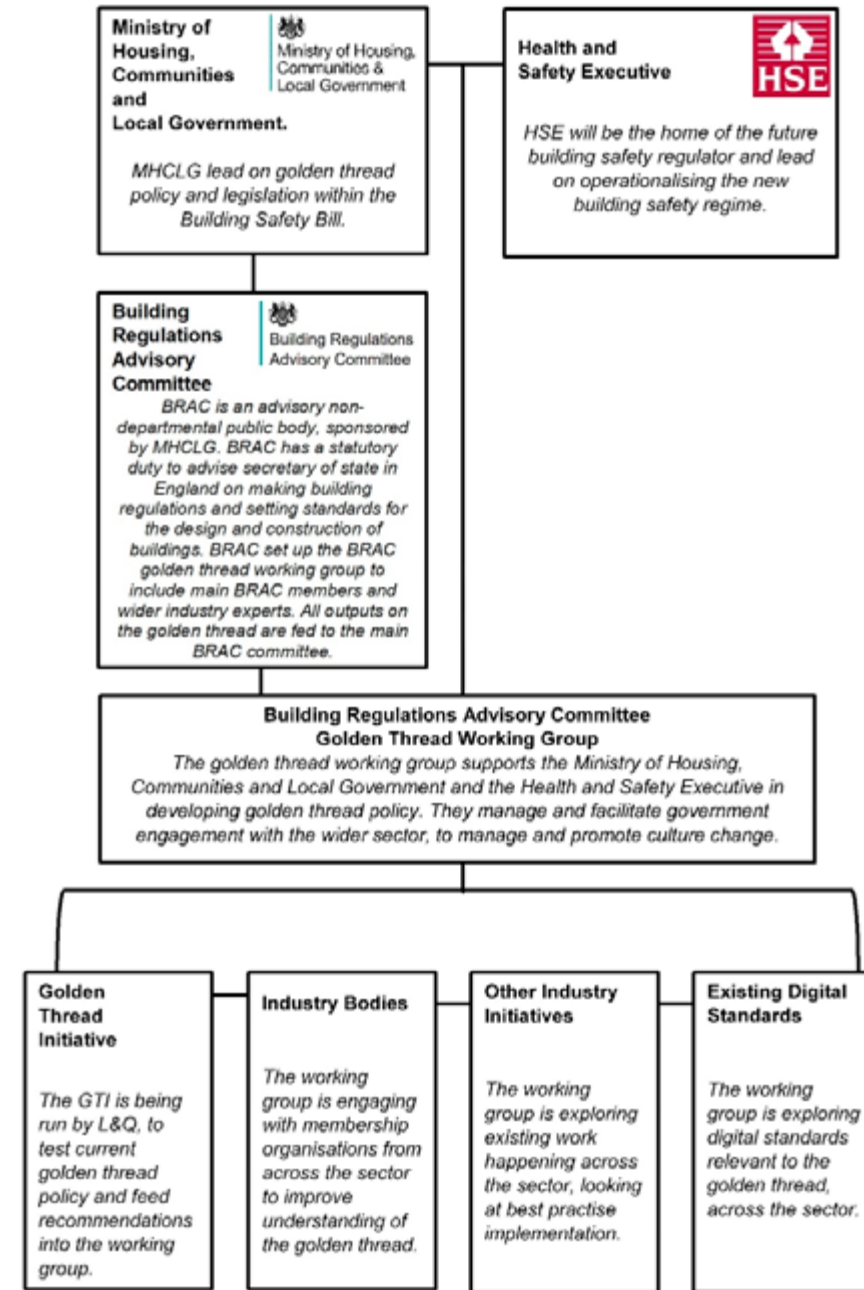 Ministry of
Housing,
Communities
and
Local Government.
Ministry of Housing,
Communities &
Local Government
MHCLG lead on golden thread
policy and legislation within the
Building Safety Bill.
Health and
Safety Executive
HSE
HSE will be the home of the future
building safety regulator and lead
on operationalising the new
building safety regime.
Building
Regulations
Advisory
Committee
Building Regulations
Advisory Committee
BRAC is an advisory non-
departmental public body, sponsored
by MHCLG. BRAC has a statutory
duty to advise secretary of state in
England on making building
regulations and setting standards for
the design and construction of
buildings. BRAC set up the BRAC
golden thread working group to
include main BRAC members and
wider industry experts. All outputs on
the golden thread are fed to the main
BRAC committee.
Building Regulations Advisory Committee
Golden Thread Working Group
The golden thread working group supports the Ministry of Housing,
Communities and Local Government and the Health and Safety Executive in
developing golden thread policy. They manage and facilitate government
engagement with the wider sector, to manage and promote culture change.
Golden
Thread
Initiative
The GTI is being
run by L&Q, to
test current
golden thread
policy and feed
recommendations
into the working
group.
Industry Bodies
The working
group is engaging
with membership
organisations from
across the sector
to improve
understanding of
the golden thread.
Other Industry
Initiatives
The working
group is exploring
existing work
happening across
the sector, looking
at best practise
implementation.
Existing Digital
Standards
The working
group is exploring
digital standards
relevant to the
golden thread,
across the sector.